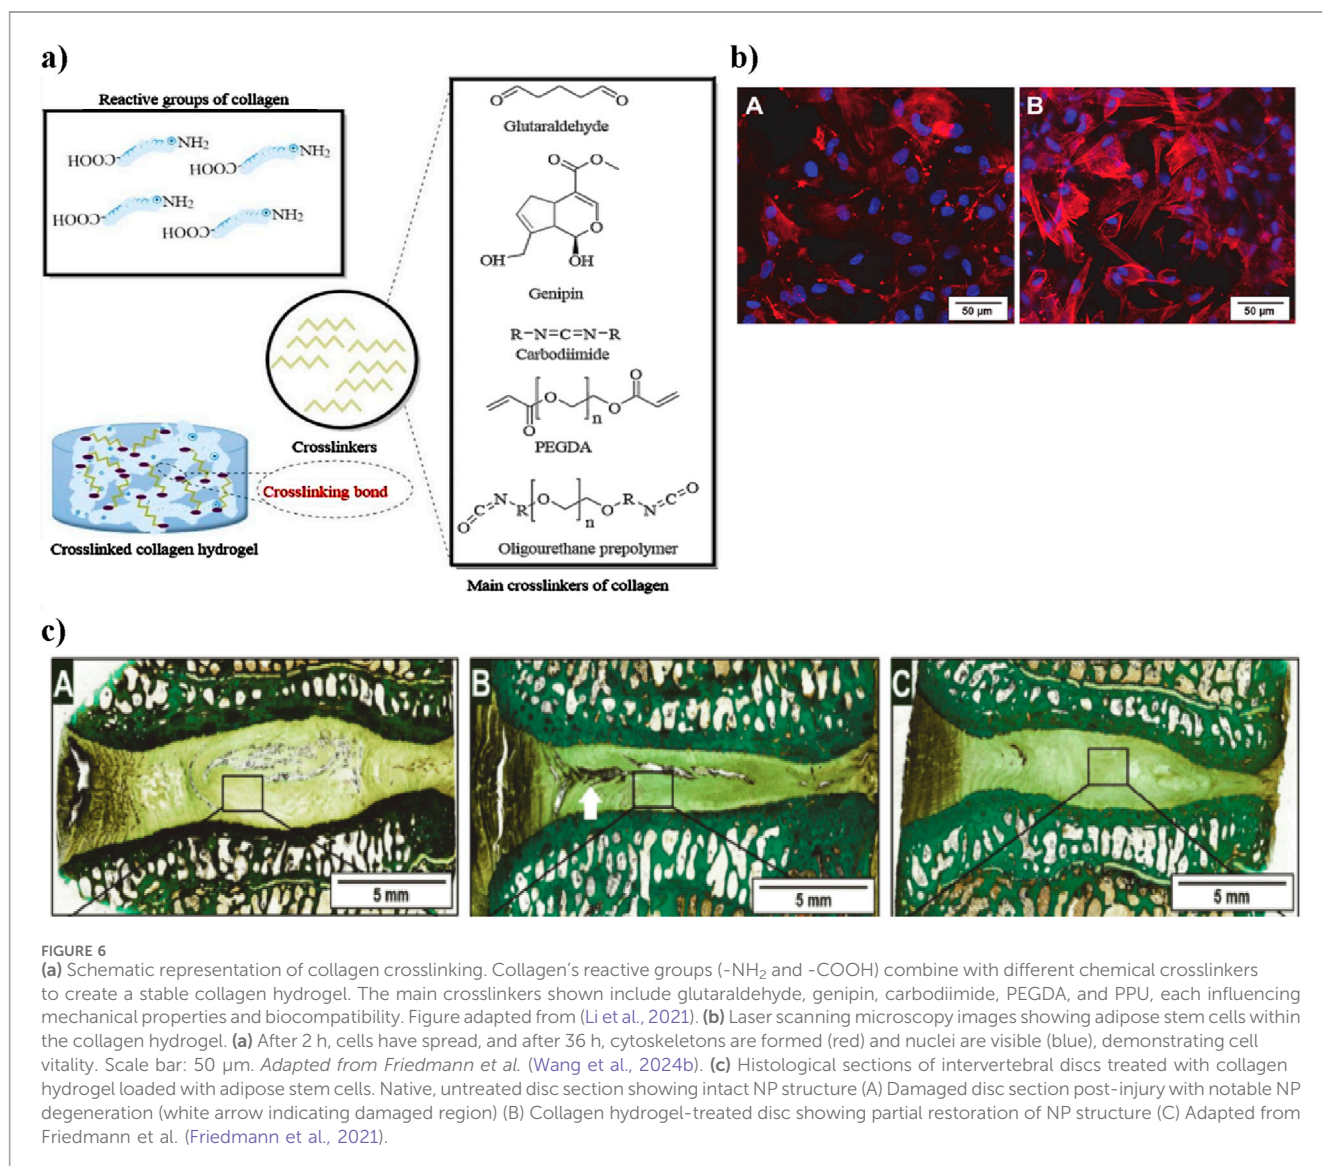 a)
Reactive groups of collagen
HOOC NH₂
HOOC NH₂
HOOC NH₂
HOOC NH₂
Crosslinkers
Crosslinking bond
Crosslinked collagen hydrogel
O O
Glutaraldehyde
O O
O
OH OH
Genipin
R-N=C=N-R
Carbodiimide
O O n O O
PEGDA
O=C=N R O n O R N=C=O
Oligourethane prepolymer
Main crosslinkers of collagen
b)
A
50 µm
B
50 µm
c)
A
5 mm
B
5 mm
C
5 mm
FIGURE 6
(a) Schematic representation of collagen crosslinking. Collagen's reactive groups (-NH₂ and -COOH) combine with different chemical crosslinkers
to create a stable collagen hydrogel. The main crosslinkers shown include glutaraldehyde, genipin, carbodiimide, PEGDA, and PPU, each influencing
mechanical properties and biocompatibility. Figure adapted from (Li et al., 2021). (b) Laser scanning microscopy images showing adipose stem cells within
the collagen hydrogel. (a) After 2 h, cells have spread, and after 36 h, cytoskeletons are formed (red) and nuclei are visible (blue), demonstrating cell
vitality. Scale bar: 50 µm. Adapted from Friedmann et al. (Wang et al., 2024b). (c) Histological sections of intervertebral discs treated with collagen
hydrogel loaded with adipose stem cells. Native, untreated disc section showing intact NP structure (A) Damaged disc section post-injury with notable NP
degeneration (white arrow indicating damaged region) (B) Collagen hydrogel-treated disc showing partial restoration of NP structure (C) Adapted from
Friedmann et al. (Friedmann et al., 2021).